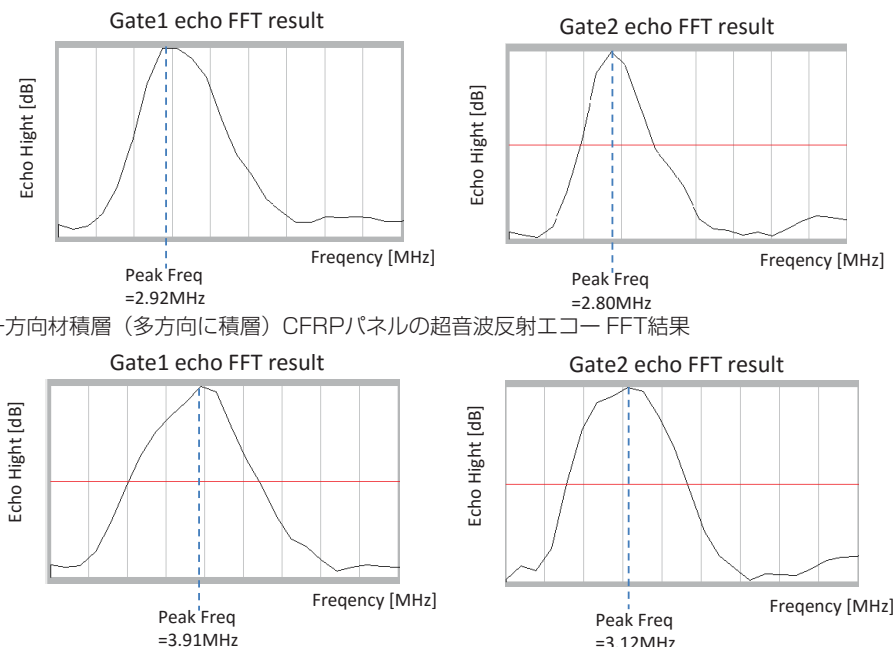 Gate1 echo FFT result
Gate2 echo FFT result
Echo Hight [dB]
Echo Hight [dB]
Freqency [MHz]
Freqency [MHz]
Peak Freq
=2.92MHz
Peak Freq
=2.80MHz
一方向材積層（多方向に積層）CFRPパネルの超音波反射エコー FFT結果
Gate1 echo FFT result
Gate2 echo FFT result
Echo Hight [dB]
Echo Hight [dB]
Freqency [MHz]
Freqency [MHz]
Peak Freq
=3.91MHz
Peak Freq
=3.12MHz